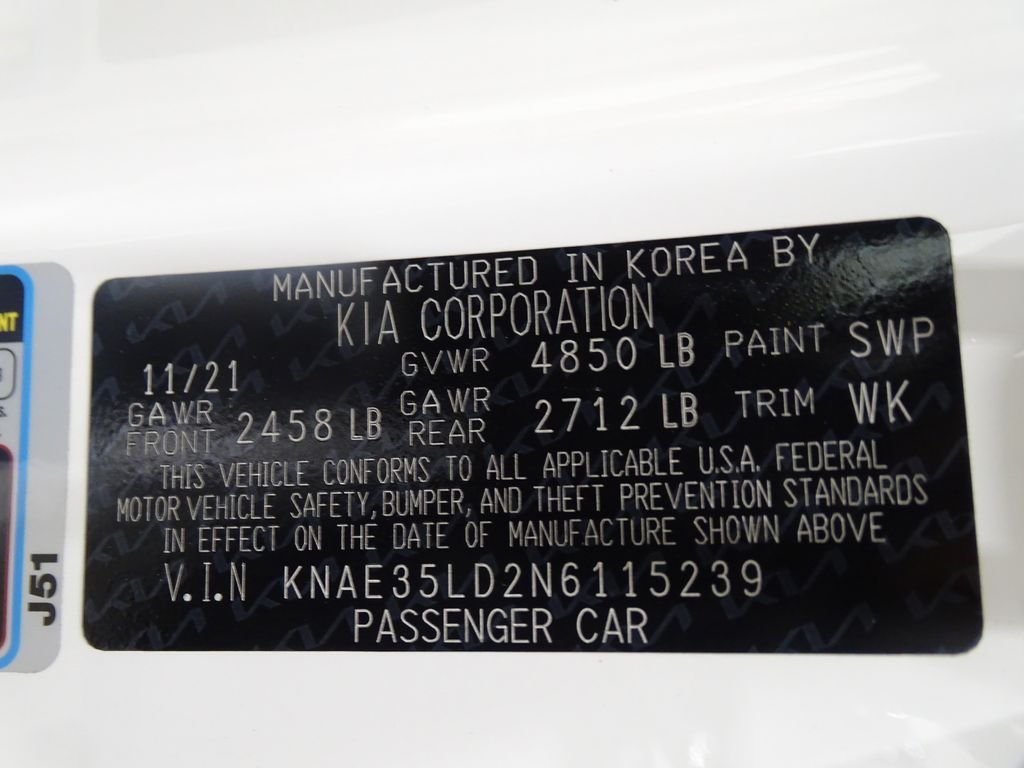 MANUFACTURED IN KOREA BY
KIA CORPORATION
11/21 GVWR 4850 LB PAINT SWP
GAWR FRONT 2458 LB GAWR REAR 2712 LB TRIM WK
THIS VEHICLE CONFORMS TO ALL APPLICABLE U.S.A. FEDERAL
MOTOR VEHICLE SAFETY, BUMPER, AND THEFT PREVENTION STANDARDS
IN EFFECT ON THE DATE OF MANUFACTURE SHOWN ABOVE
V.I.N KNAE35LD2N6115239
PASSENGER CAR
J51